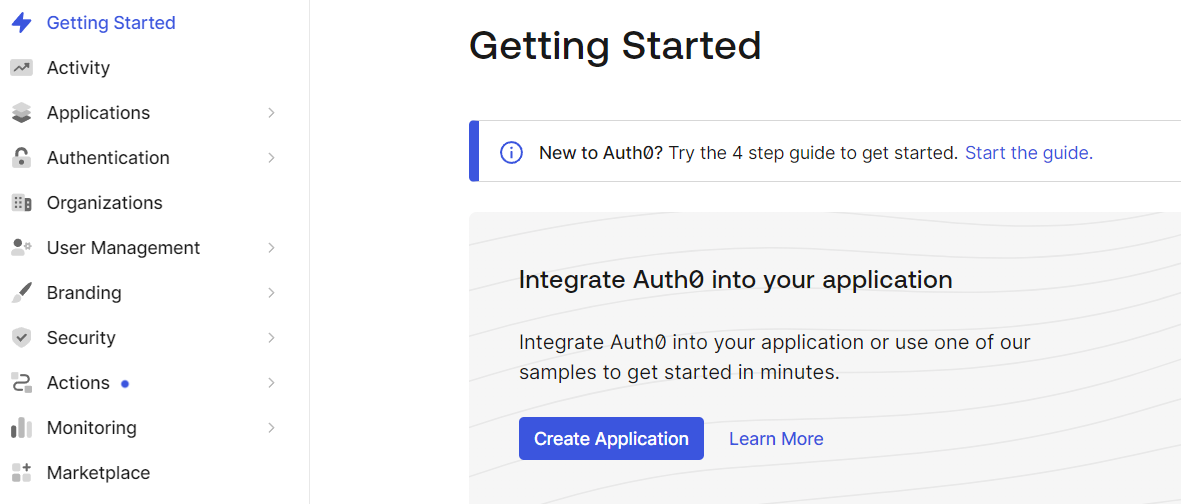 Getting Started
Activity
Applications
Authentication
Organizations
User Management
Branding
Security
Actions
Monitoring
Marketplace
Getting Started
New to Auth0? Try the 4 step guide to get started. Start the guide.
Integrate Auth0 into your application
Integrate Auth0 into your application or use one of our
samples to get started in minutes.
Create Application Learn More